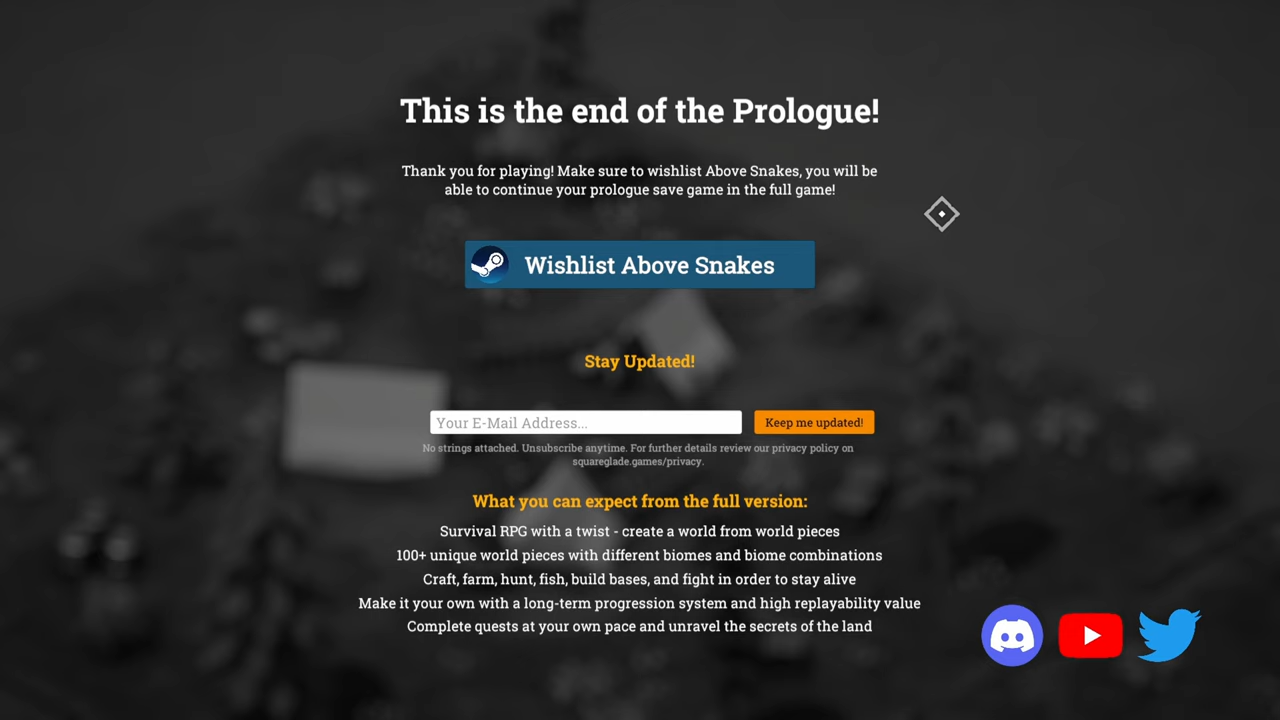 This is the end of the Prologue!
Thank you for playing! Make sure to wishlist Above Snakes, you will be
able to continue your prologue save game in the full game!
Wishlist Above Snakes
Stay Updated!
Your E-Mail Address...
Keep me updated!
No strings attached. Unsubscribe anytime. For further details review our privacy policy on
squareglade.games/privacy.
What you can expect from the full version:
Survival RPG with a twist - create a world from world pieces
100+ unique world pieces with different biomes and biome combinations
Craft, farm, hunt, fish, build bases, and fight in order to stay alive
Make it your own with a long-term progression system and high replayability value
Complete quests at your own pace and unravel the secrets of the land